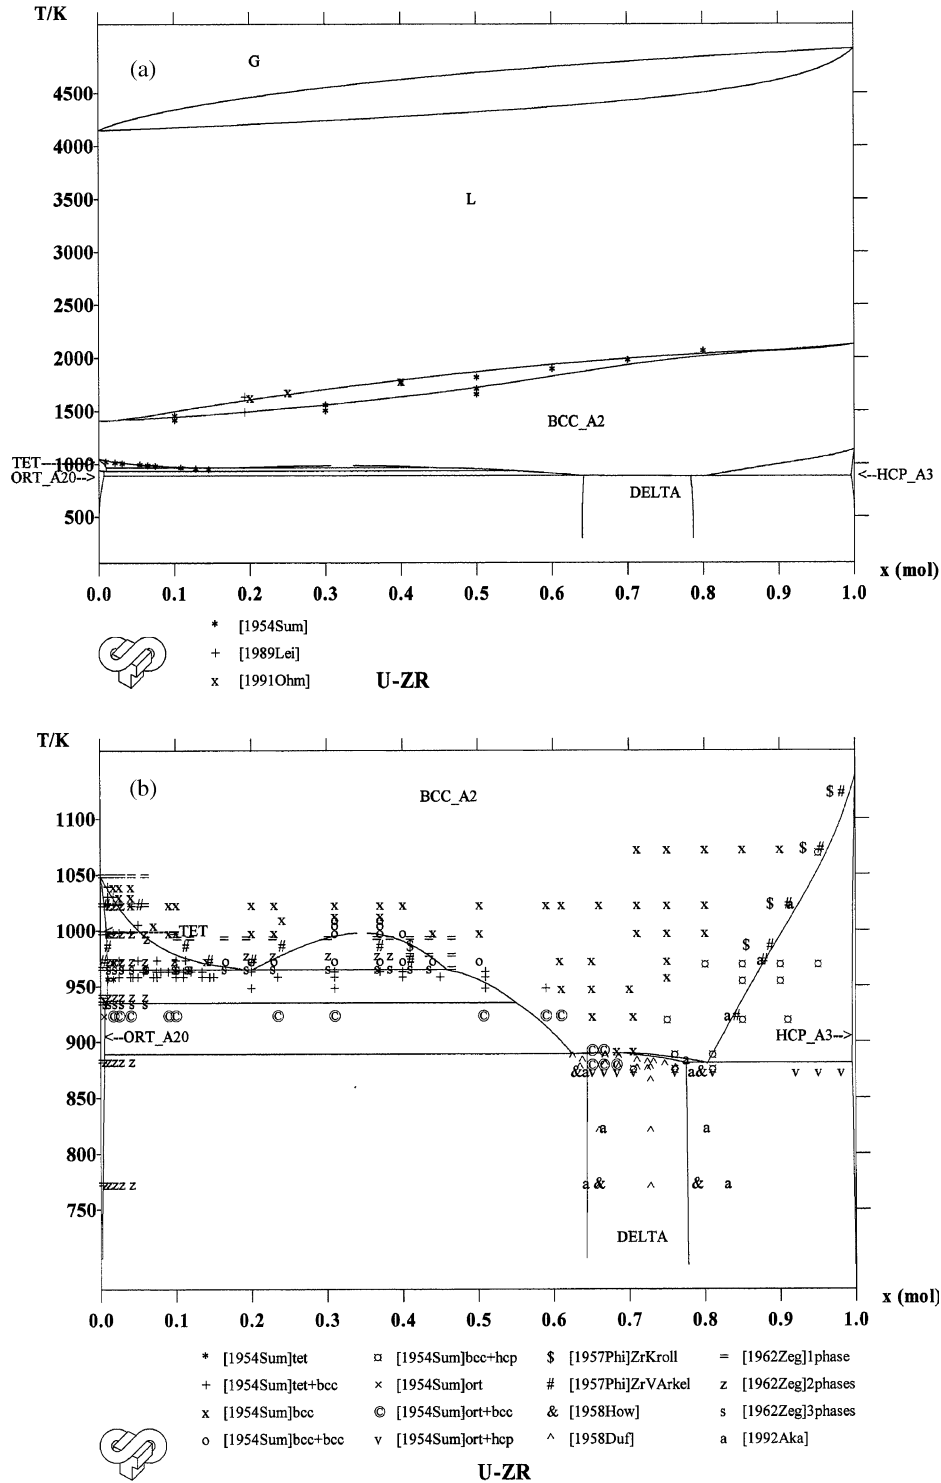 T/K
(a)
G
4500
4000
3500
L
3000
2500
2000
1500
BCC_A2
TET
1000
ORT_A20-->
<--HCP_A3
DELTA
500
x (mol)
0.0 0.1 0.2 0.3 0.4 0.5 0.6 0.7 0.8 0.9 1.0
* [1954Sum]
+ [1989Lei]
x [1991Ohm]
U-ZR
T/K
(b)
BCC_A2
1100
1050
1000
TET
950
900
<--ORT_A20
HCP_A3-->
850
800
750
DELTA
x (mol)
0.0 0.1 0.2 0.3 0.4 0.5 0.6 0.7 0.8 0.9 1.0
* [1954Sum]tet ¤ [1954Sum]bcc+hcp $ [1957Phi]ZrKroll = [1962Zeg]1phase
+ [1954Sum]tet+bcc × [1954Sum]ort # [1957Phi]ZrVArkel z [1962Zeg]2phases
x [1954Sum]bcc © [1954Sum]ort+bcc & [1958How] s [1962Zeg]3phases
o [1954Sum]bcc+bcc v [1954Sum]ort+hcp ^ [1958Duf] a [1992Aka]
U-ZR